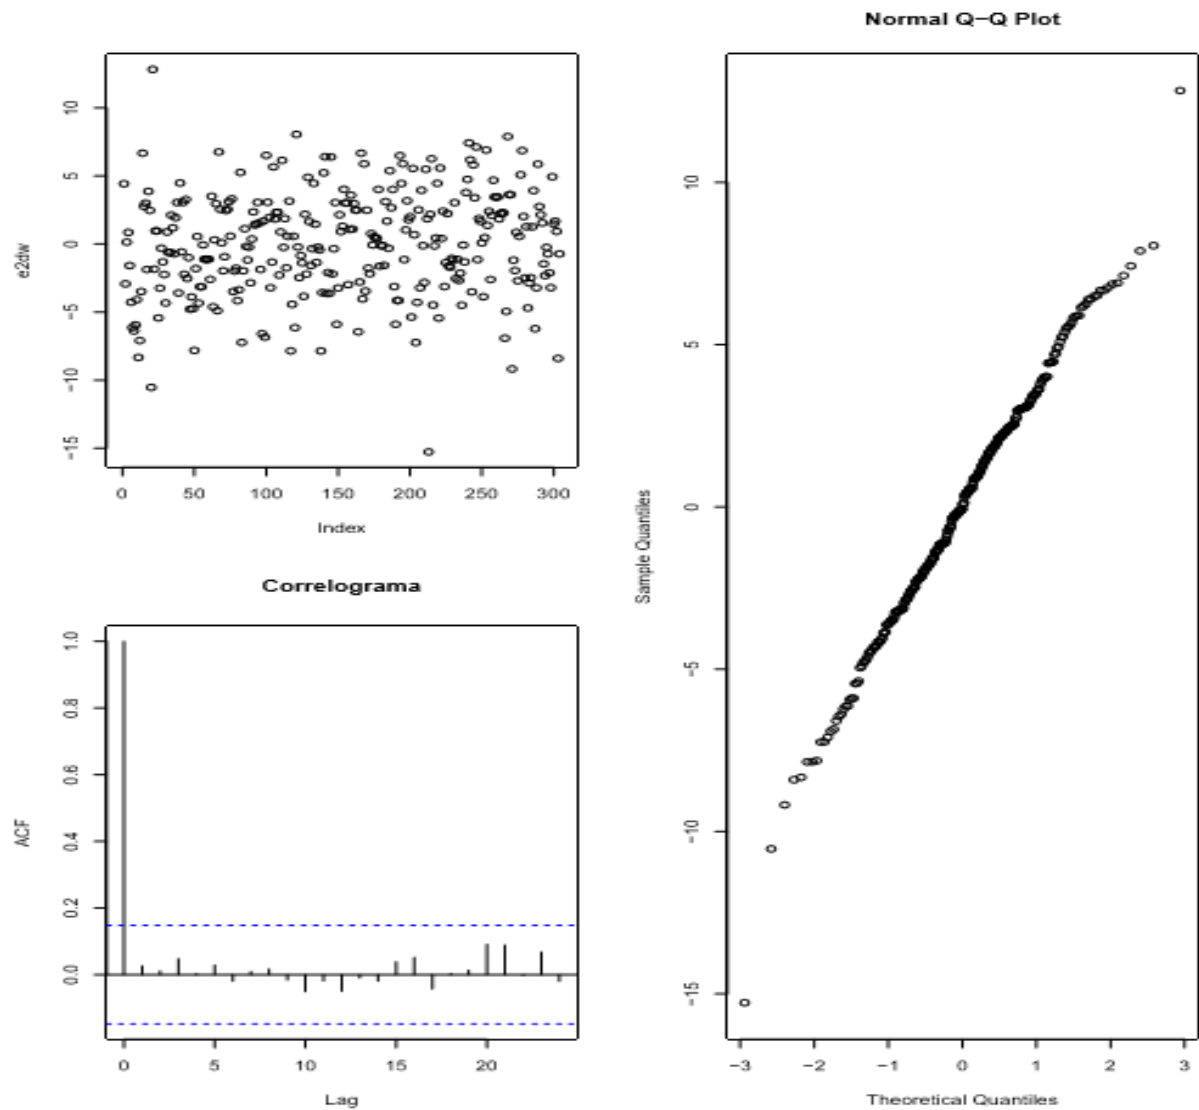 Normal Q−Q Plot
e2dw
10
5
0
−5
−10
−15
0 50 100 150 200 250 300
Index
Correlograma
ACF
1.0
0.8
0.6
0.4
0.2
0.0
0 5 10 15 20
Lag
Sample Quantiles
10
5
0
−5
−10
−15
−3 −2 −1 0 1 2 3
Theoretical Quantiles